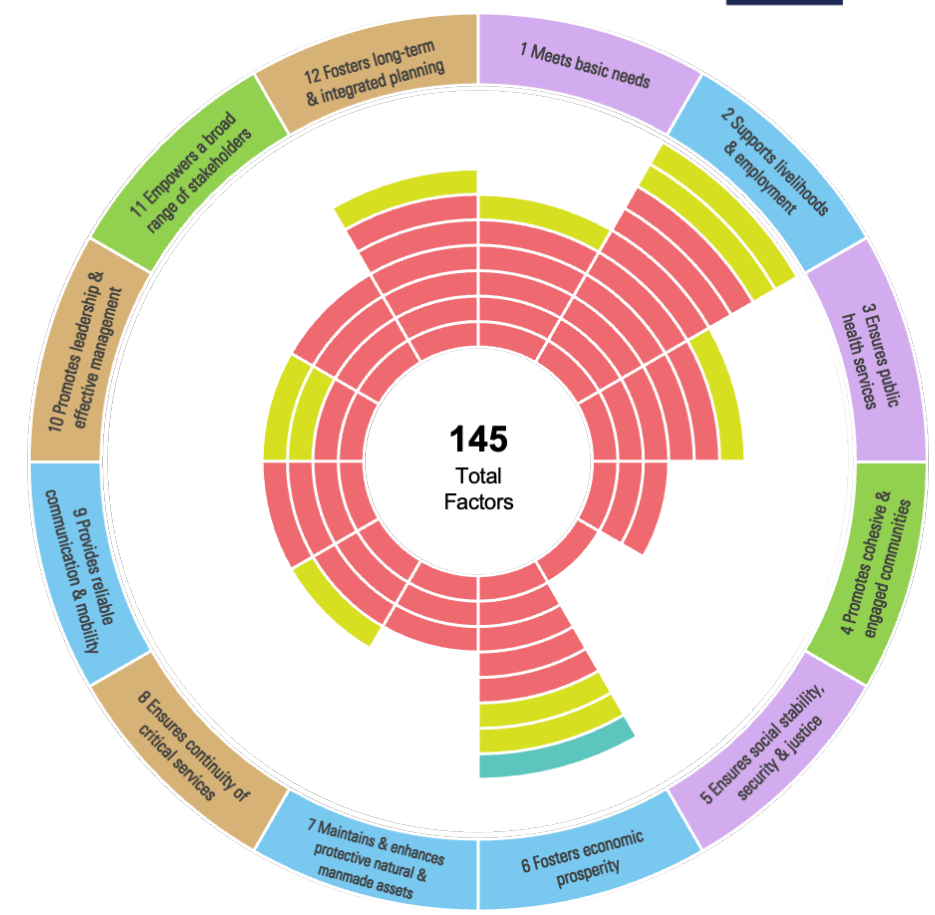 1 Meets basic needs
2 Supports livelihoods
& employment
3 Ensures public
health services
4 Promotes cohesive &
engaged communities
5 Ensures social stability,
security & justice
6 Fosters economic
prosperity
7 Maintains & enhances
protective natural &
manmade assets
8 Ensures continuity of
critical services
9 Provides reliable
communication & mobility
10 Promotes leadership &
effective management
11 Empowers a broad
range of stakeholders
12 Fosters long-term
& integrated planning
145
Total
Factors